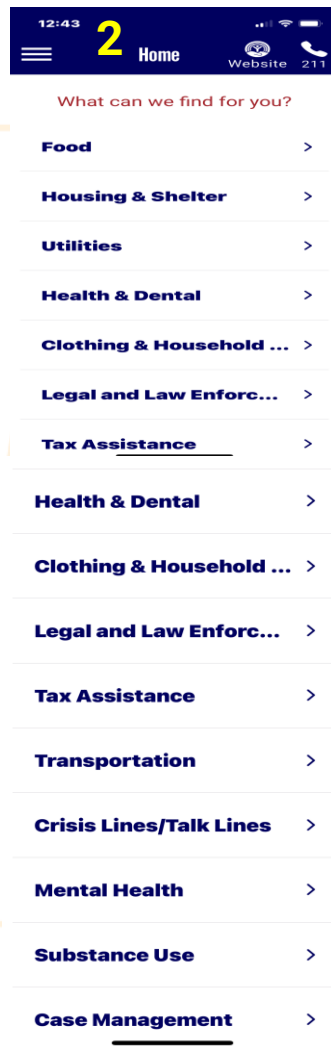 12:43
2
Home
Website
211
What can we find for you?
Food
Housing & Shelter
Utilities
Health & Dental
Clothing & Household ...
Legal and Law Enforc...
Tax Assistance
Health & Dental
Clothing & Household ...
Legal and Law Enforc...
Tax Assistance
Transportation
Crisis Lines/Talk Lines
Mental Health
Substance Use
Case Management